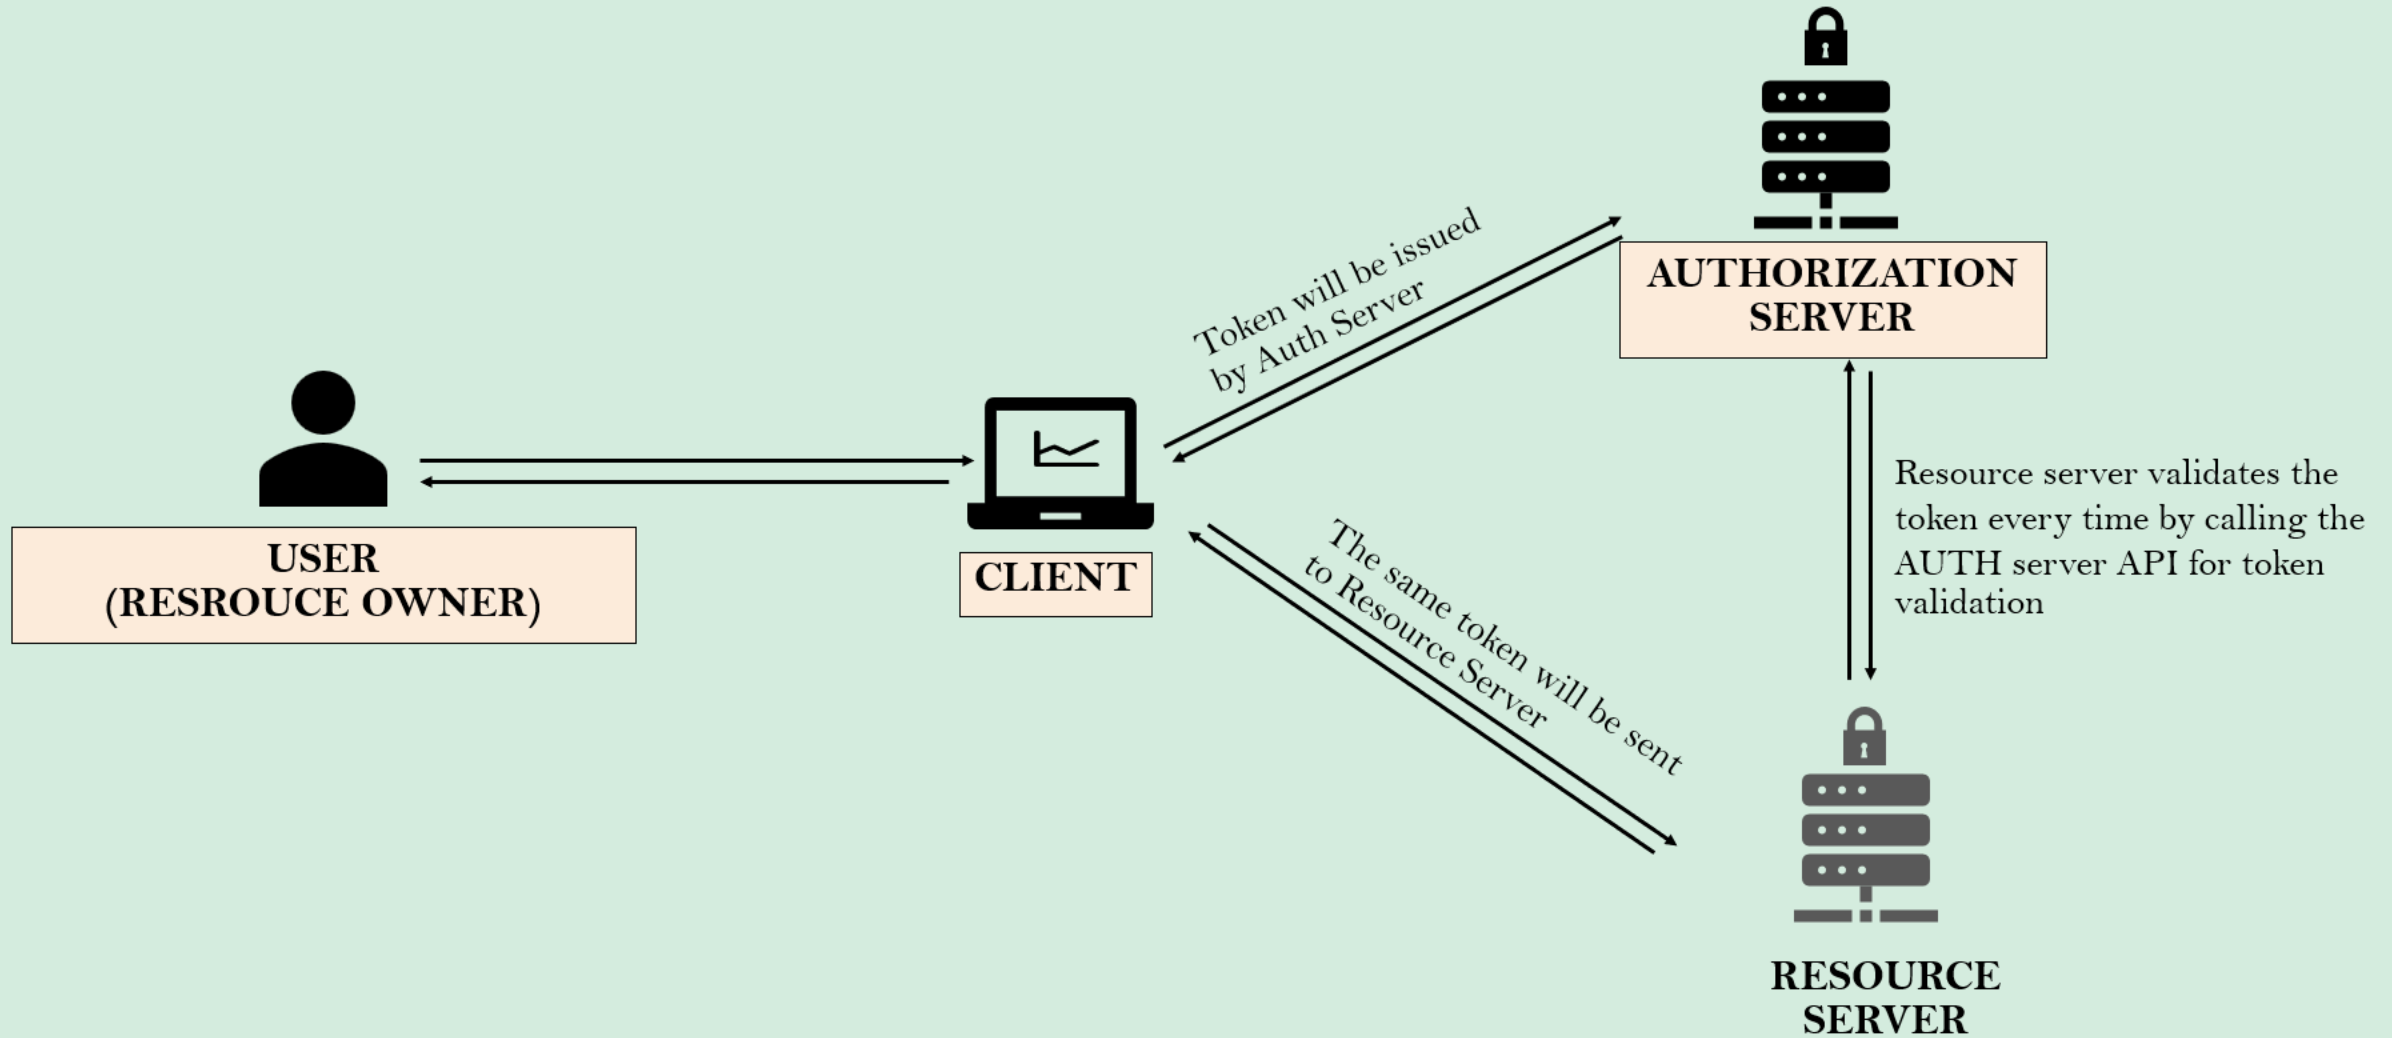 AUTHORIZATION
SERVER
Token will be issued
by Auth Server
USER
(RESROUCE OWNER)
CLIENT
Resource server validates the
token every time by calling the
AUTH server API for token
validation
The same token will be sent
to Resource Server
RESOURCE
SERVER